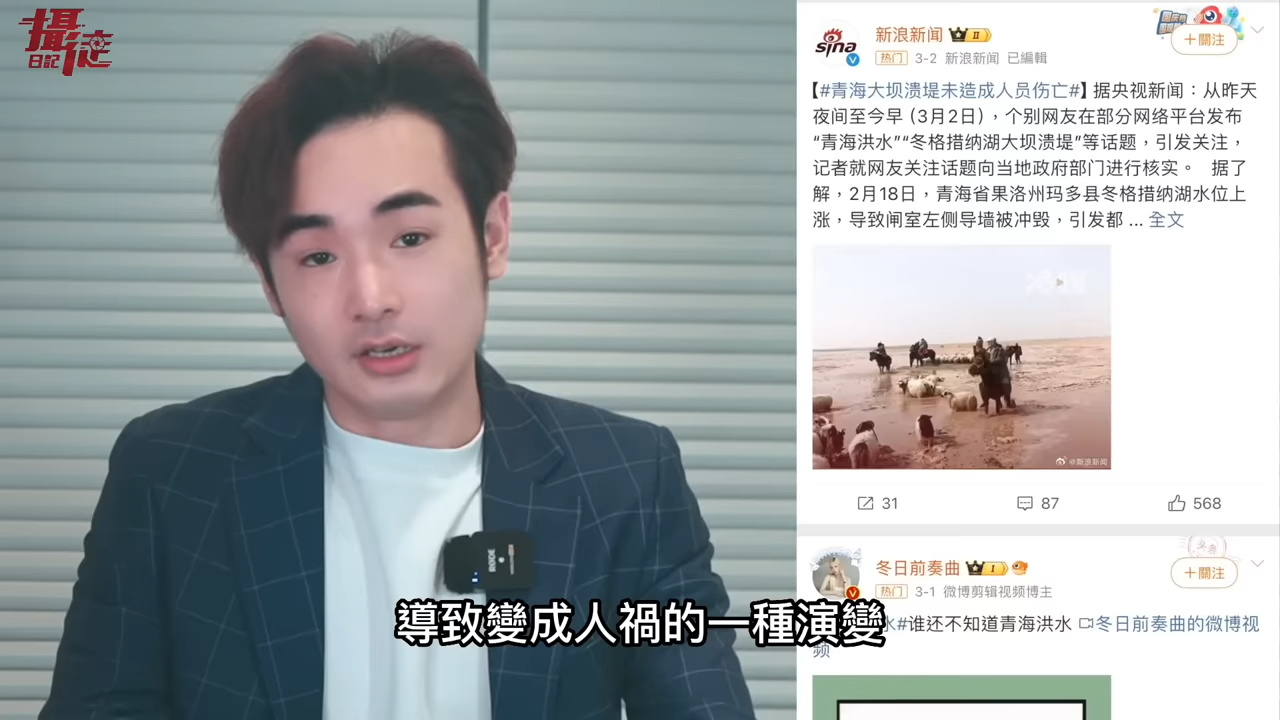 攝徒
日記
sina
新浪新闻 II
热门 3-2 新浪新闻 已編輯
+關注
【#青海大坝溃堤未造成人员伤亡#】据央视新闻：从昨天
夜间至今早 (3月2日)，个别网友在部分网络平台发布
“青海洪水”“冬格措纳湖大坝溃堤”等话题，引发关注，
记者就网友关注话题向当地政府部门进行核实。 据了
解，2月18日，青海省果洛州玛多县冬格措纳湖水位上
涨，导致闸室左侧导墙被冲毁，引发都 ... 全文
@新浪新闻
31
87
568
冬日前奏曲 I
热门 3-1 微博剪辑视频博主
+關注
水#谁还不知道青海洪水 冬日前奏曲的微博视
频
RØDE
導致變成人禍的一種演變